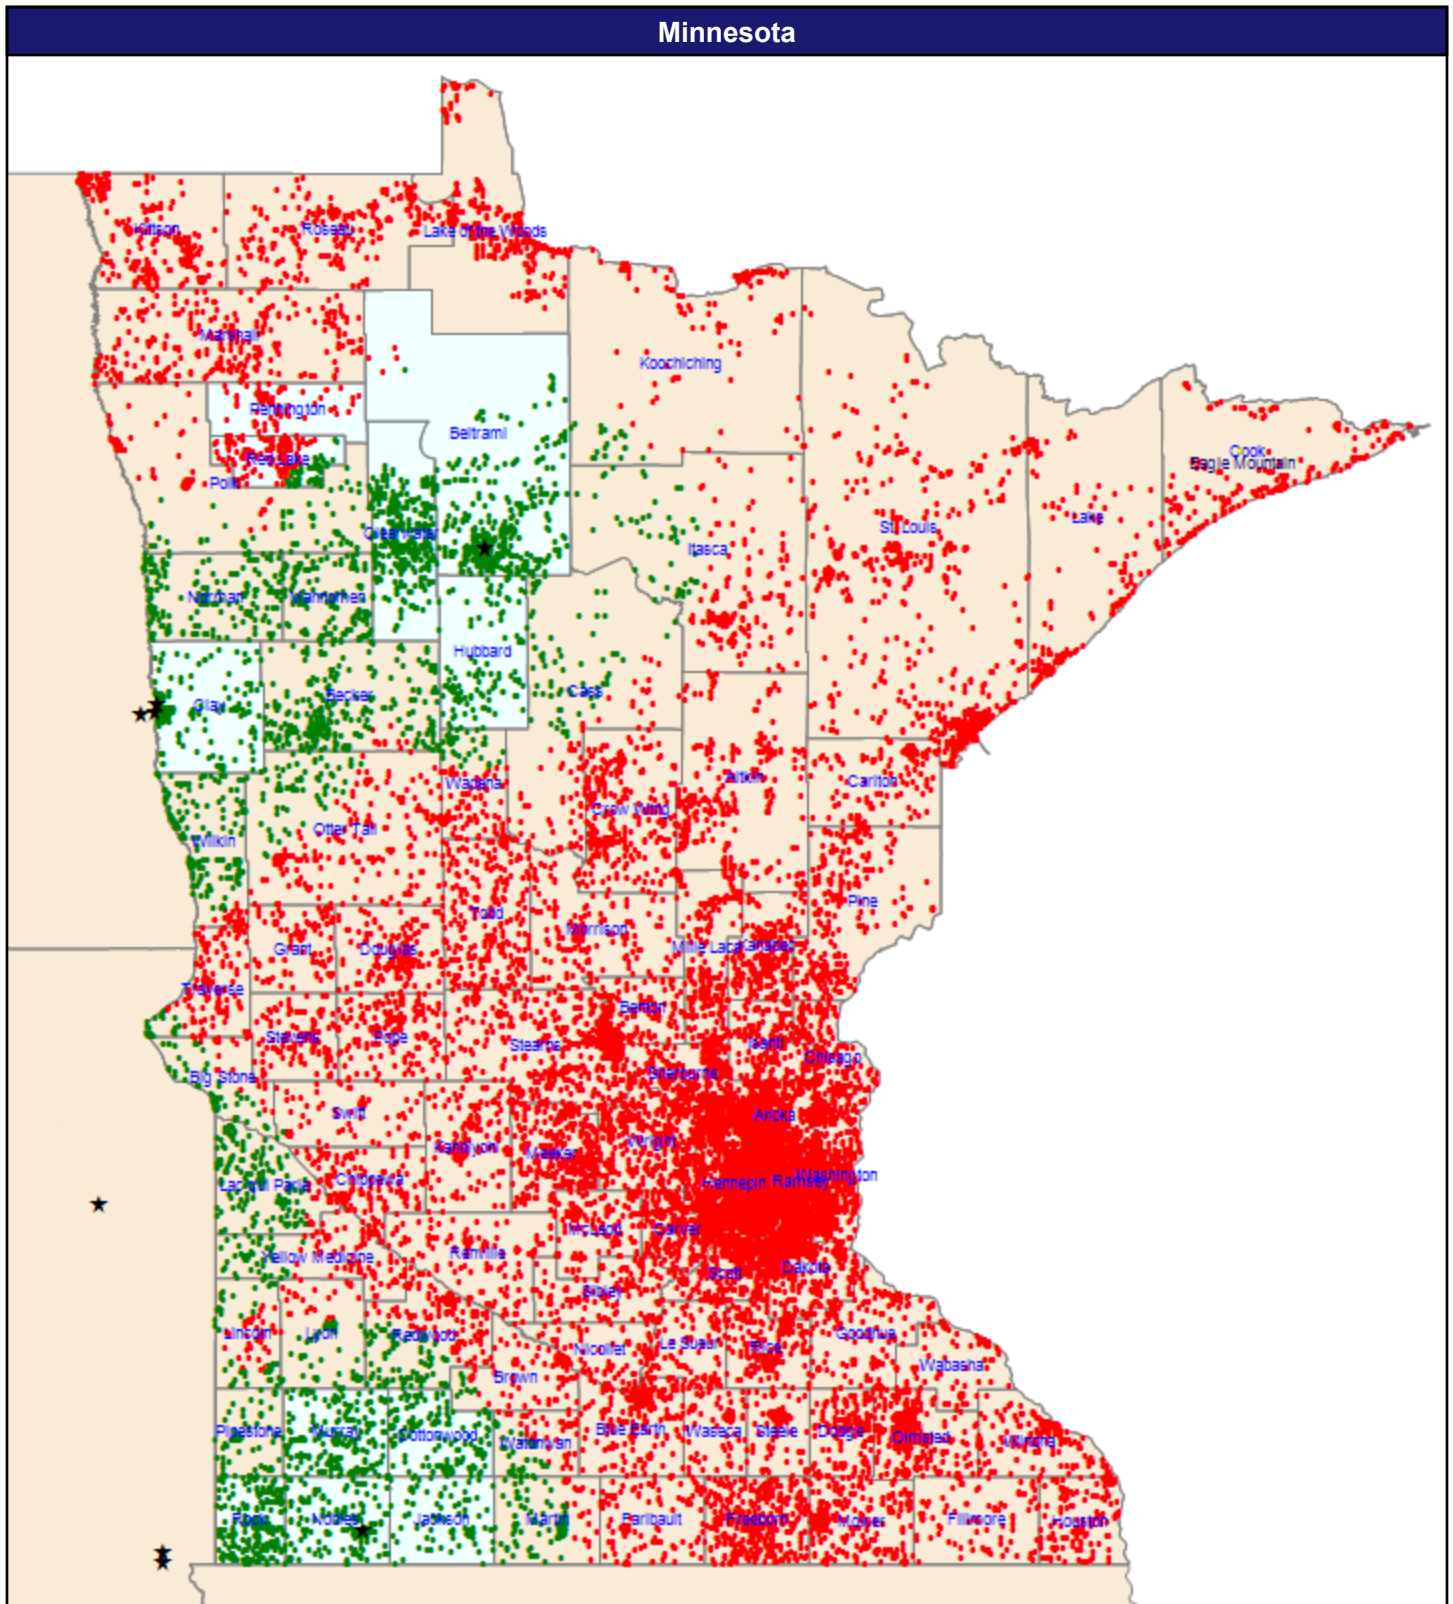 Minnesota
Kittson
Roseau
Lake of the Woods
Marshall
Koochiching
Pennington
Beltrami
Cook
Red Lake
Eagle Mountain
Polk
Clearwater
St. Louis
Lake
Itasca
Norman
Mahnomen
Hubbard
Clay
Becker
Cass
Wadena
Aitkin
Carlton
Crow Wing
Otter Tail
Wilkin
Pine
Todd
Morrison
Grant
Douglas
Mille Lacs
Kanabec
Traverse
Benton
Stevens
Pope
Stearns
Isanti
Chisago
Big Stone
Sherburne
Swift
Anoka
Kandiyohi
Meeker
Wright
Lac qui Parle
Chippewa
Hennepin
Ramsey
Washington
McLeod
Carver
Yellow Medicine
Renville
Scott
Dakota
Sibley
Lincoln
Lyon
Redwood
Nicollet
Le Sueur
Rice
Goodhue
Wabasha
Brown
Pipestone
Murray
Cottonwood
Watonwan
Blue Earth
Waseca
Steele
Dodge
Olmsted
Winona
Rock
Nobles
Jackson
Martin
Faribault
Freeborn
Mower
Fillmore
Houston